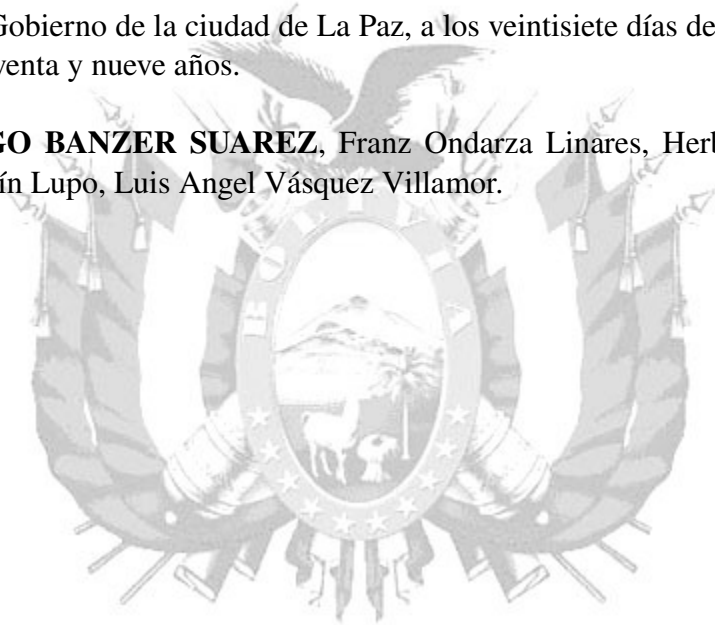 Gobierno de la ciudad de La Paz, a los veintisiete días de
venta y nueve años.
GO BANZER SUAREZ, Franz Ondarza Linares, Herb
ín Lupo, Luis Angel Vásquez Villamor.